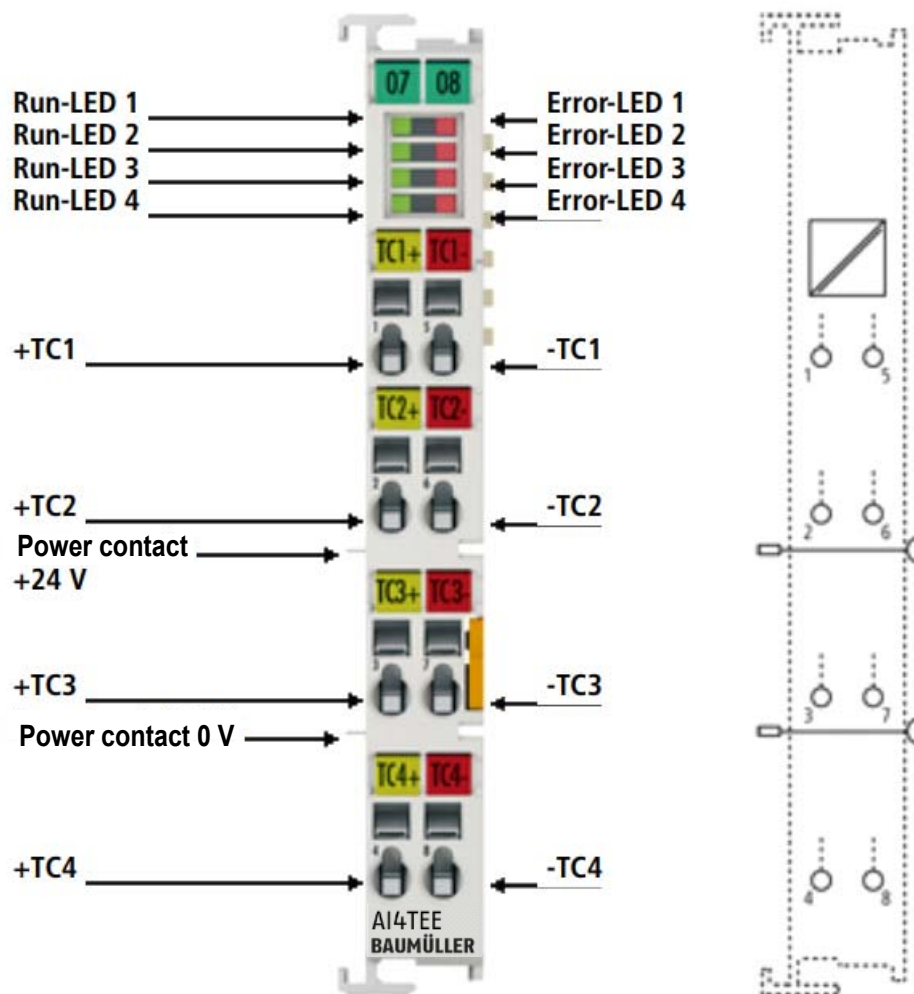 07 08
Run-LED 1
Run-LED 2
Run-LED 3
Run-LED 4
Error-LED 1
Error-LED 2
Error-LED 3
Error-LED 4
TC1+ TC1-
1 5
+TC1
-TC1
TC2+ TC2-
2 6
+TC2
-TC2
Power contact
+24 V
TC3+ TC3-
3 7
+TC3
-TC3
Power contact 0 V
TC4+ TC4-
4 8
+TC4
-TC4
AI4TEE
BAUMÜLLER
1 5
2 6
3 7
4 8